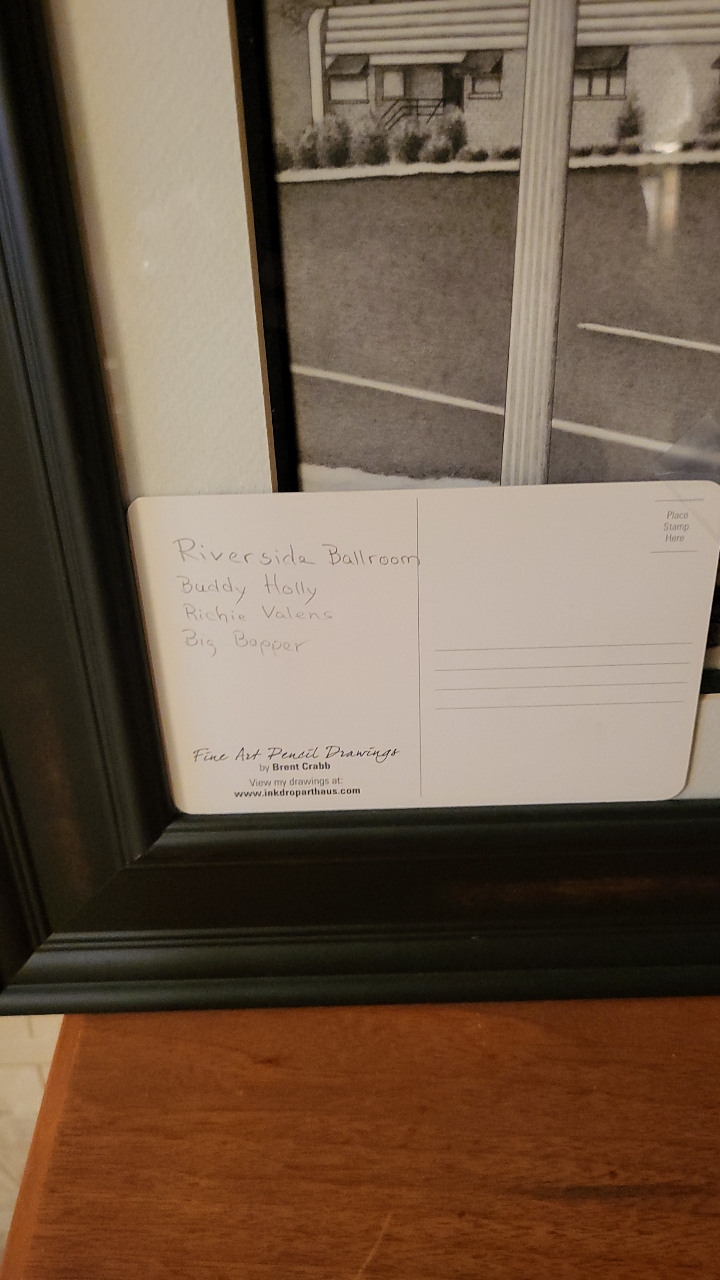 Riverside Ballroom
Buddy Holly
Richie Valens
Big Bopper
Fine Art Pencil Drawings
by Brent Crabb
View my drawings at:
www.inkdroparthaus.com
Place
Stamp
Here